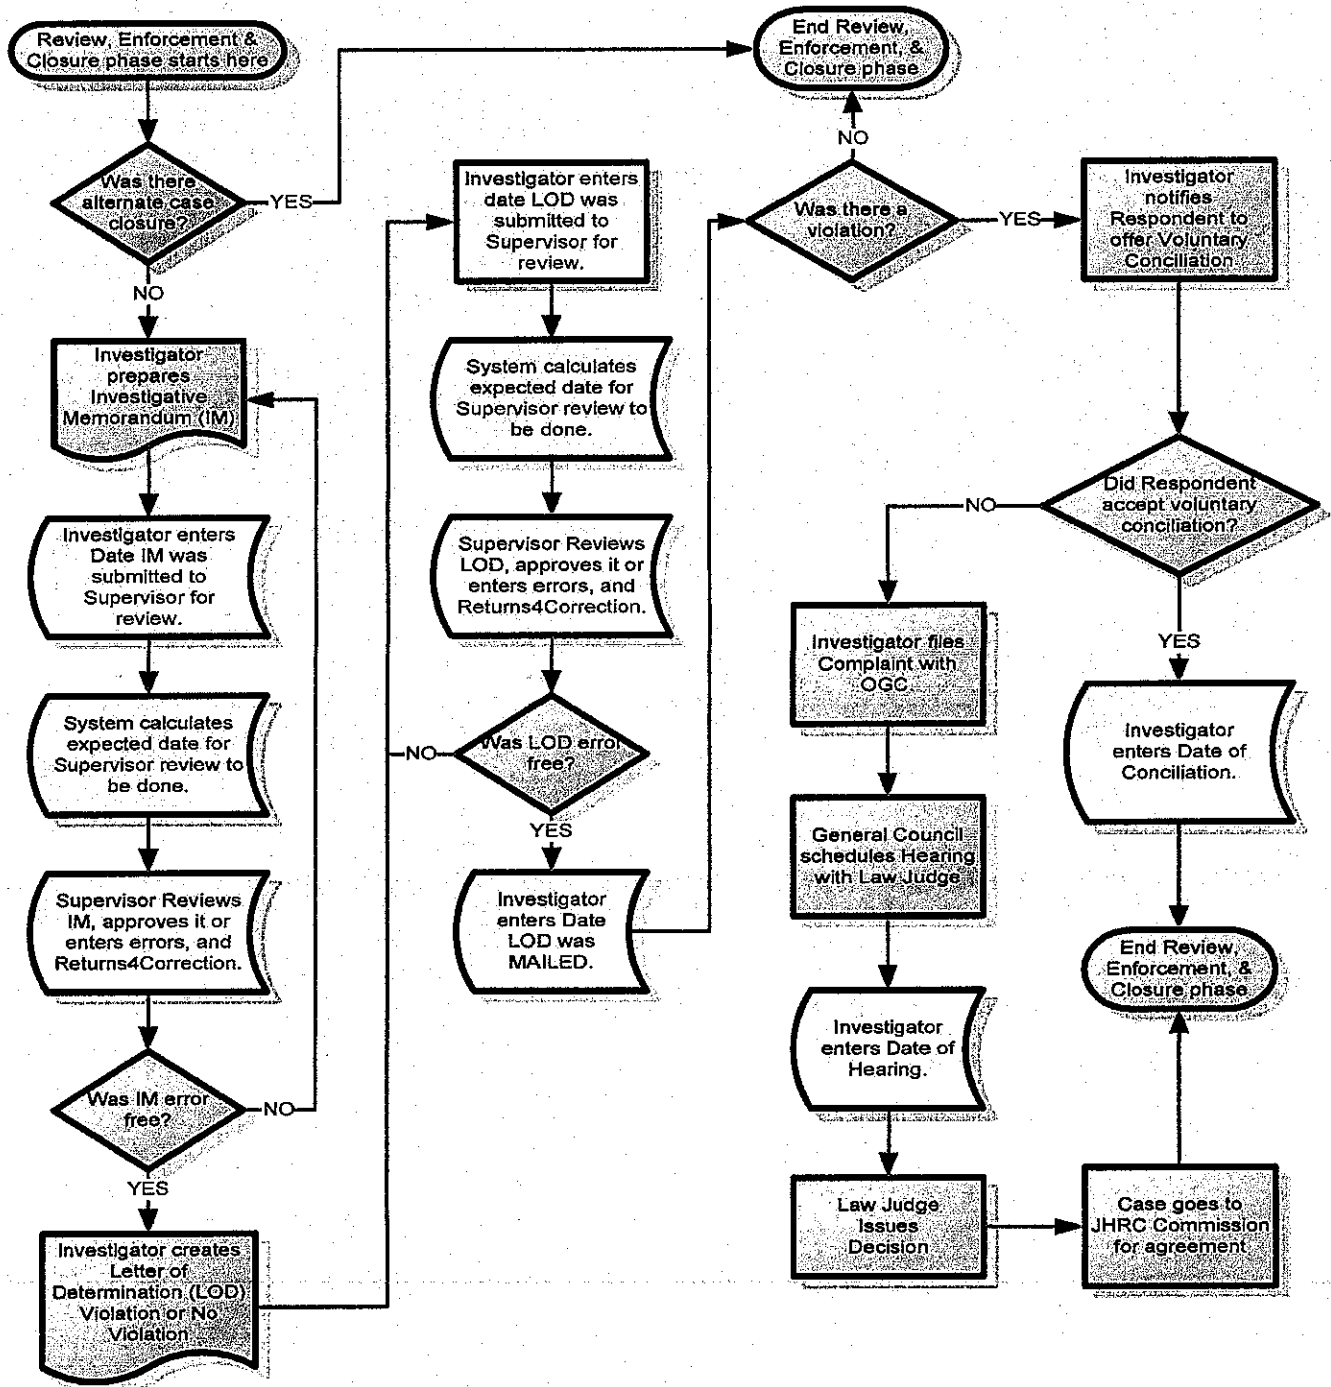 Review, Enforcement &
Closure phase starts here
Was there
alternate case
closure?
YES
NO
Investigator
prepares
Investigative
Memorandum (IM)
Investigator enters
Date IM was
submitted to
Supervisor for
review.
System calculates
expected date for
Supervisor review to
be done.
Supervisor Reviews
IM, approves it or
enters errors, and
Returns4Correction.
Was IM error
free?
NO
YES
Investigator creates
Letter of
Determination (LOD)
Violation or No
Violation
Investigator enters
date LOD was
submitted to
Supervisor for
review.
System calculates
expected date for
Supervisor review to
be done.
Supervisor Reviews
LOD, approves it or
enters errors, and
Returns4Correction.
Was LOD error
free?
NO
YES
Investigator
enters Date
LOD was
MAILED.
End Review,
Enforcement, &
Closure phase
NO
Was there a
violation?
YES
Investigator
notifies
Respondent to
offer Voluntary
Conciliation
Did Respondent
accept voluntary
conciliation?
NO
YES
Investigator files
Complaint with
OGC
General Council
schedules Hearing
with Law Judge
Investigator
enters Date of
Hearing.
Law Judge
Issues
Decision
Case goes to
JHRC Commission
for agreement
Investigator
enters Date of
Conciliation.
End Review,
Enforcement, &
Closure phase